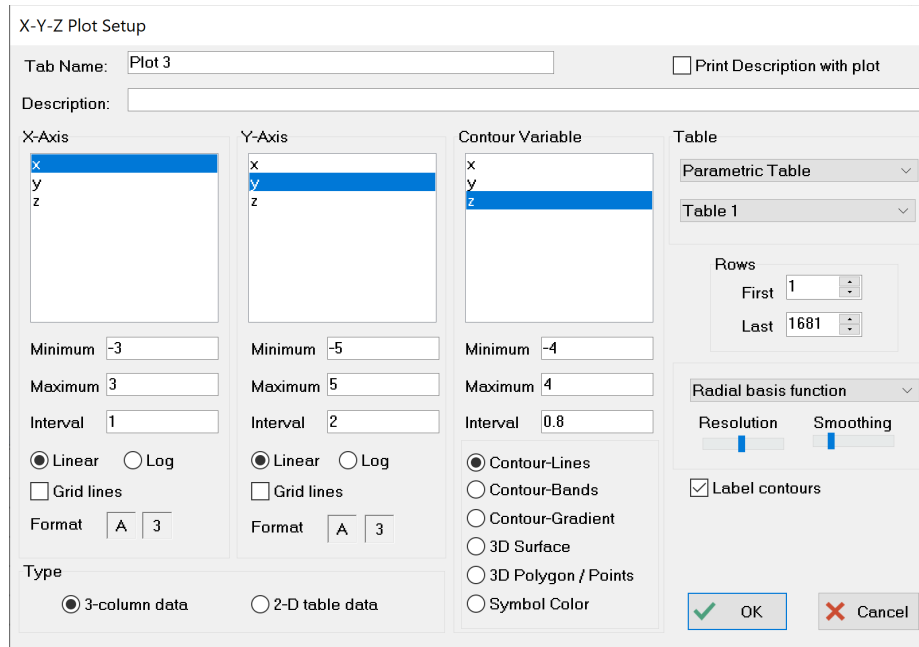 X-Y-Z Plot Setup
Tab Name: Plot 3
Print Description with plot
Description:
X-Axis
x
y
z
Minimum -3
Maximum 3
Interval 1
Linear Log
Grid lines
Format A 3
Y-Axis
x
y
z
Minimum -5
Maximum 5
Interval 2
Linear Log
Grid lines
Format A 3
Contour Variable
x
y
z
Minimum -4
Maximum 4
Interval 0.8
Contour-Lines
Contour-Bands
Contour-Gradient
3D Surface
3D Polygon / Points
Symbol Color
Table
Parametric Table
Table 1
Rows
First 1
Last 1681
Radial basis function
Resolution Smoothing
Label contours
Type
3-column data 2-D table data
OK Cancel